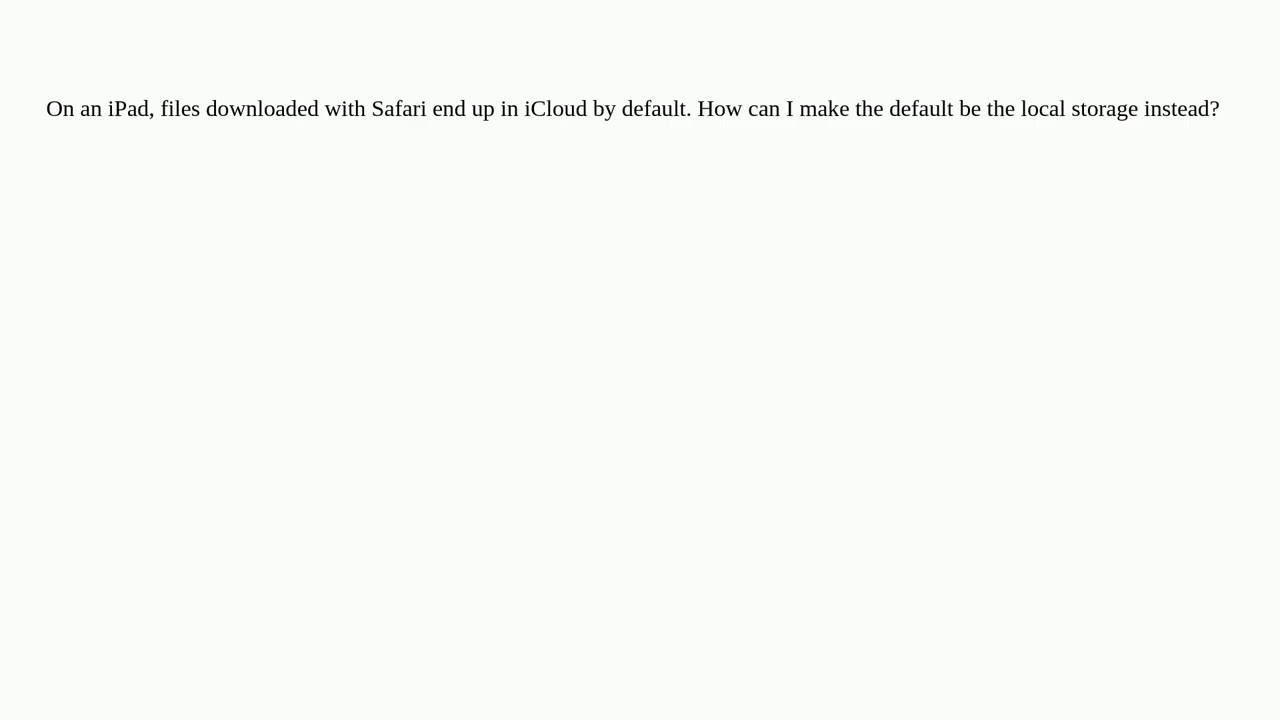 On an iPad, files downloaded with Safari end up in iCloud by default. How can I make the default be the local storage instead?